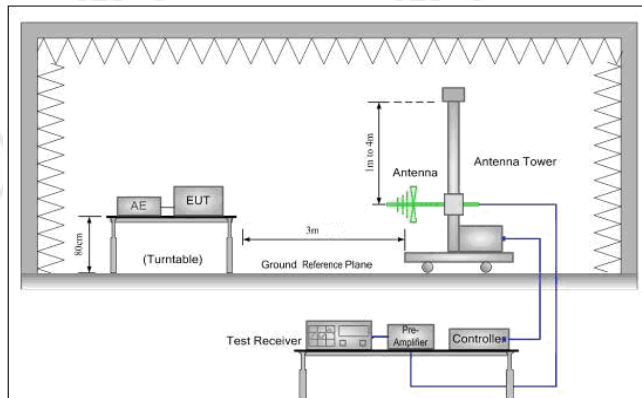 1m to 4m
Antenna
Antenna Tower
AE
EUT
80cm
(Turntable)
3m
Ground Reference Plane
Test Receiver
Pre-
Amplifier
Controller